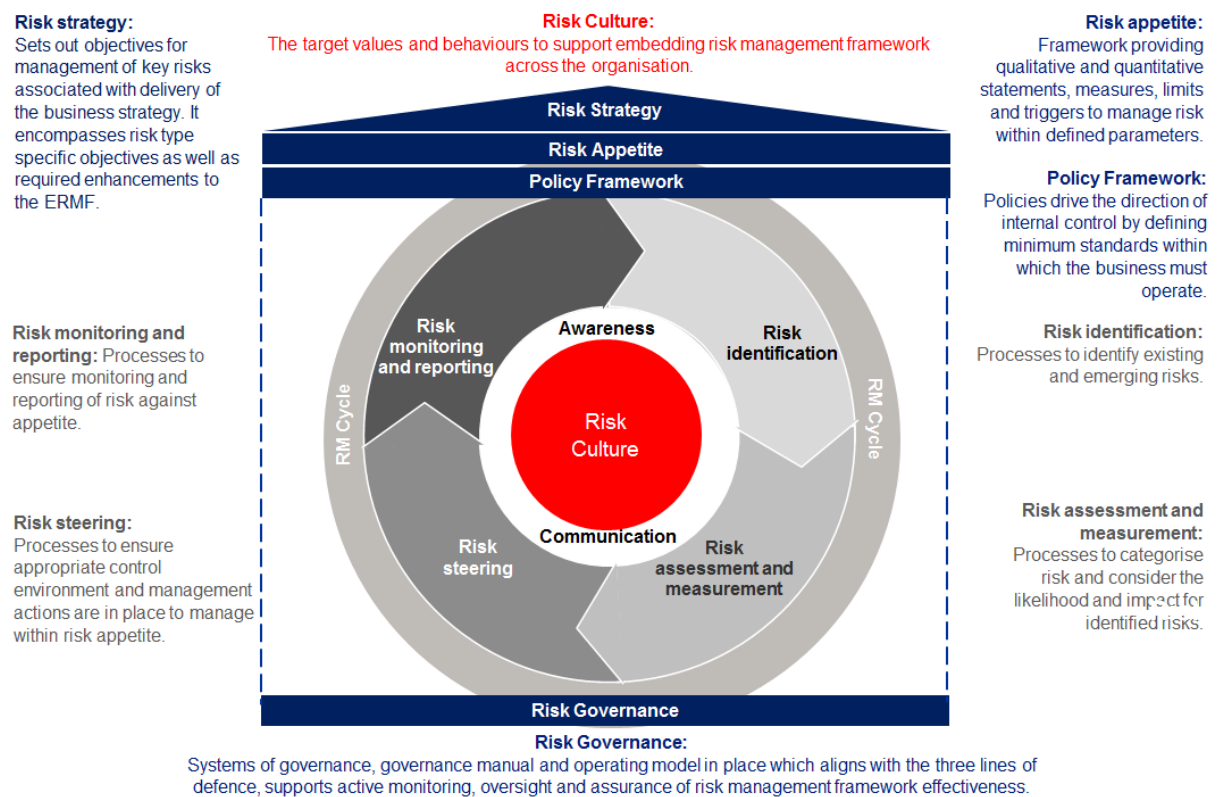 Risk strategy:
Sets out objectives for
management of key risks
associated with delivery of
the business strategy. It
encompasses risk type
specific objectives as well as
required enhancements to
the ERMF.
Risk Culture:
The target values and behaviours to support embedding risk management framework
across the organisation.
Risk appetite:
Framework providing
qualitative and quantitative
statements, measures, limits
and triggers to manage risk
within defined parameters.
Policy Framework:
Policies drive the direction of
internal control by defining
minimum standards within
which the business must
operate.
Risk Strategy
Risk Appetite
Policy Framework
Risk monitoring and
reporting: Processes to
ensure monitoring and
reporting of risk against
appetite.
Risk steering:
Processes to ensure
appropriate control
environment and management
actions are in place to manage
within risk appetite.
RM Cycle
Risk
monitoring
and reporting
Awareness
Risk
identification
Risk
Culture
RM Cycle
Risk
steering
Communication
Risk
assessment and
measurement
Risk identification:
Processes to identify existing
and emerging risks.
Risk assessment and
measurement:
Processes to categorise
risk and consider the
likelihood and impact for
identified risks.
Risk Governance
Risk Governance:
Systems of governance, governance manual and operating model in place which aligns with the three lines of
defence, supports active monitoring, oversight and assurance of risk management framework effectiveness.